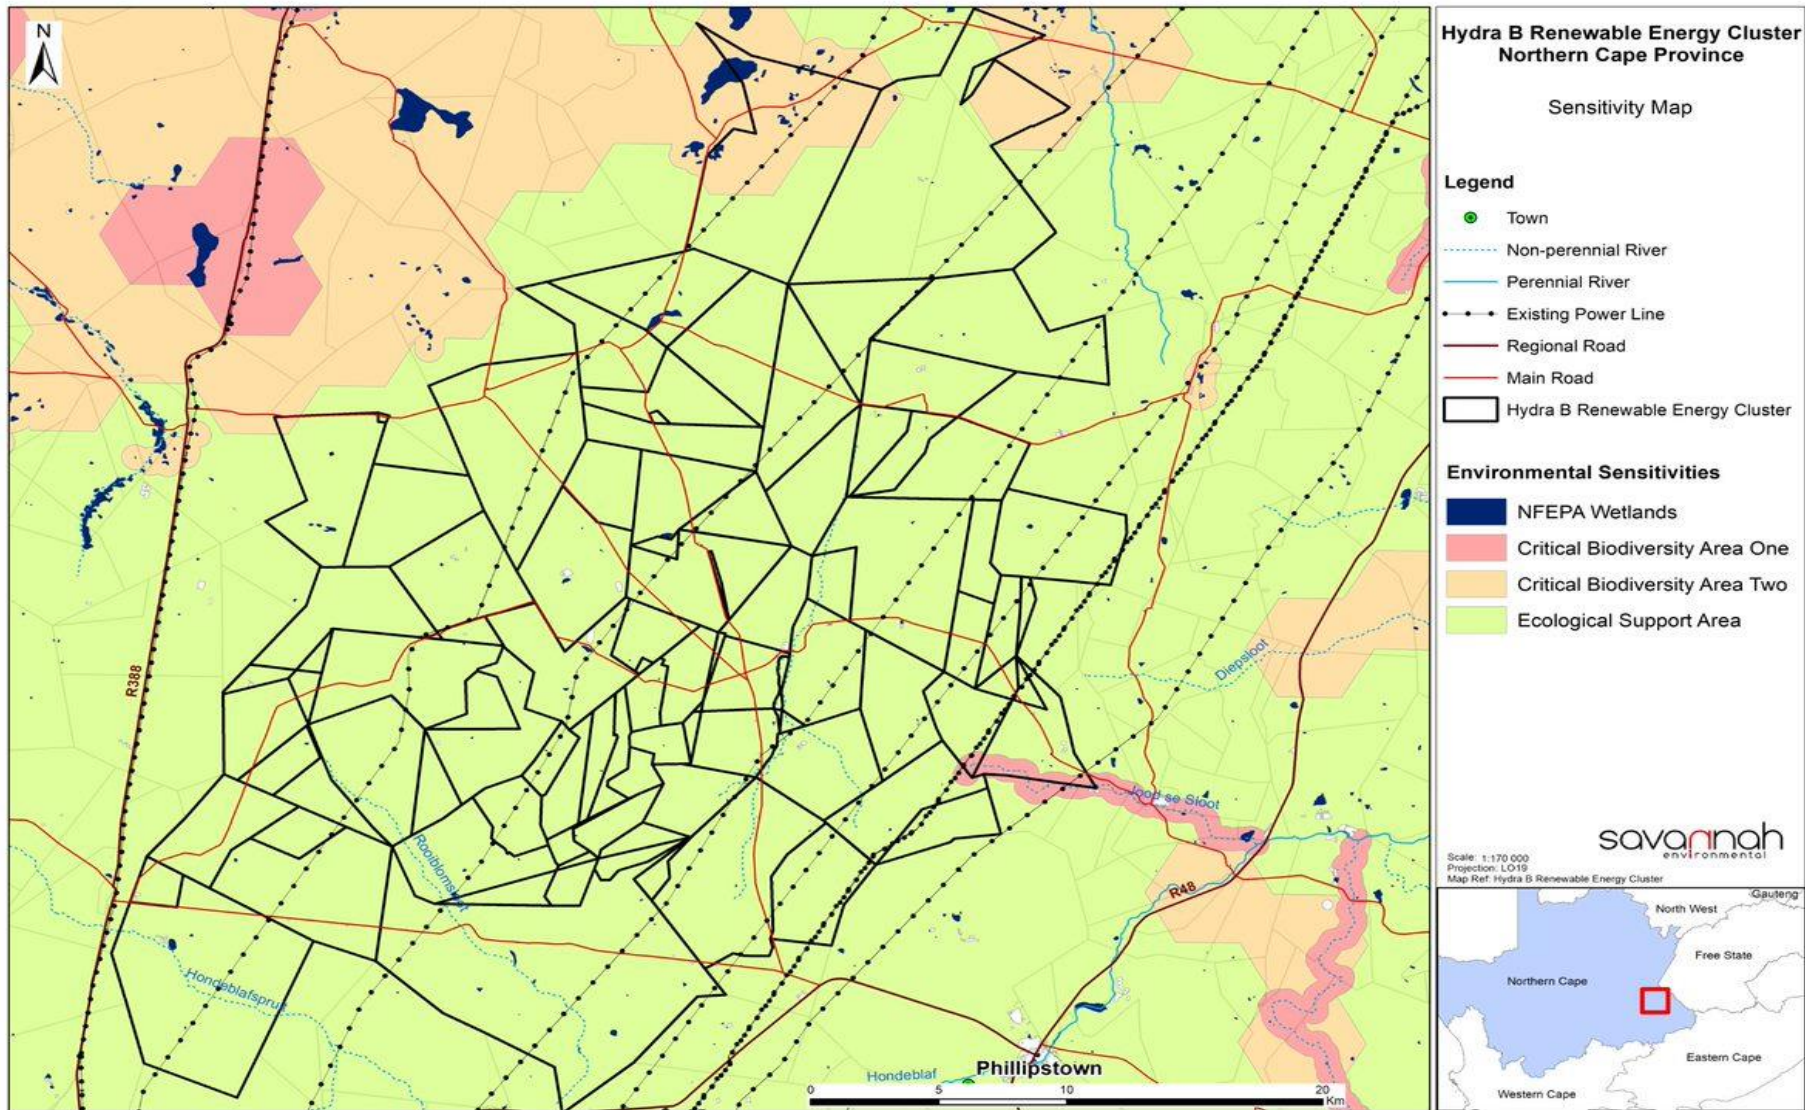 Hydra B Renewable Energy Cluster
Northern Cape Province
Sensitivity Map
Legend
Town
Non-perennial River
Perennial River
Existing Power Line
Regional Road
Main Road
Hydra B Renewable Energy Cluster
Environmental Sensitivities
NFEPA Wetlands
Critical Biodiversity Area One
Critical Biodiversity Area Two
Ecological Support Area
savannah
environmental
Scale: 1:170 000
Projection: LO19
Map Ref: Hydra B Renewable Energy Cluster
Gauteng
North West
Free State
Northern Cape
Eastern Cape
Western Cape
N
R388
Diepsloot
Jood se Sloot
Rooiblomsloot
R48
Hondeblafspruit
Phillipstown
Hondeblaf
0 5 10 20
Km